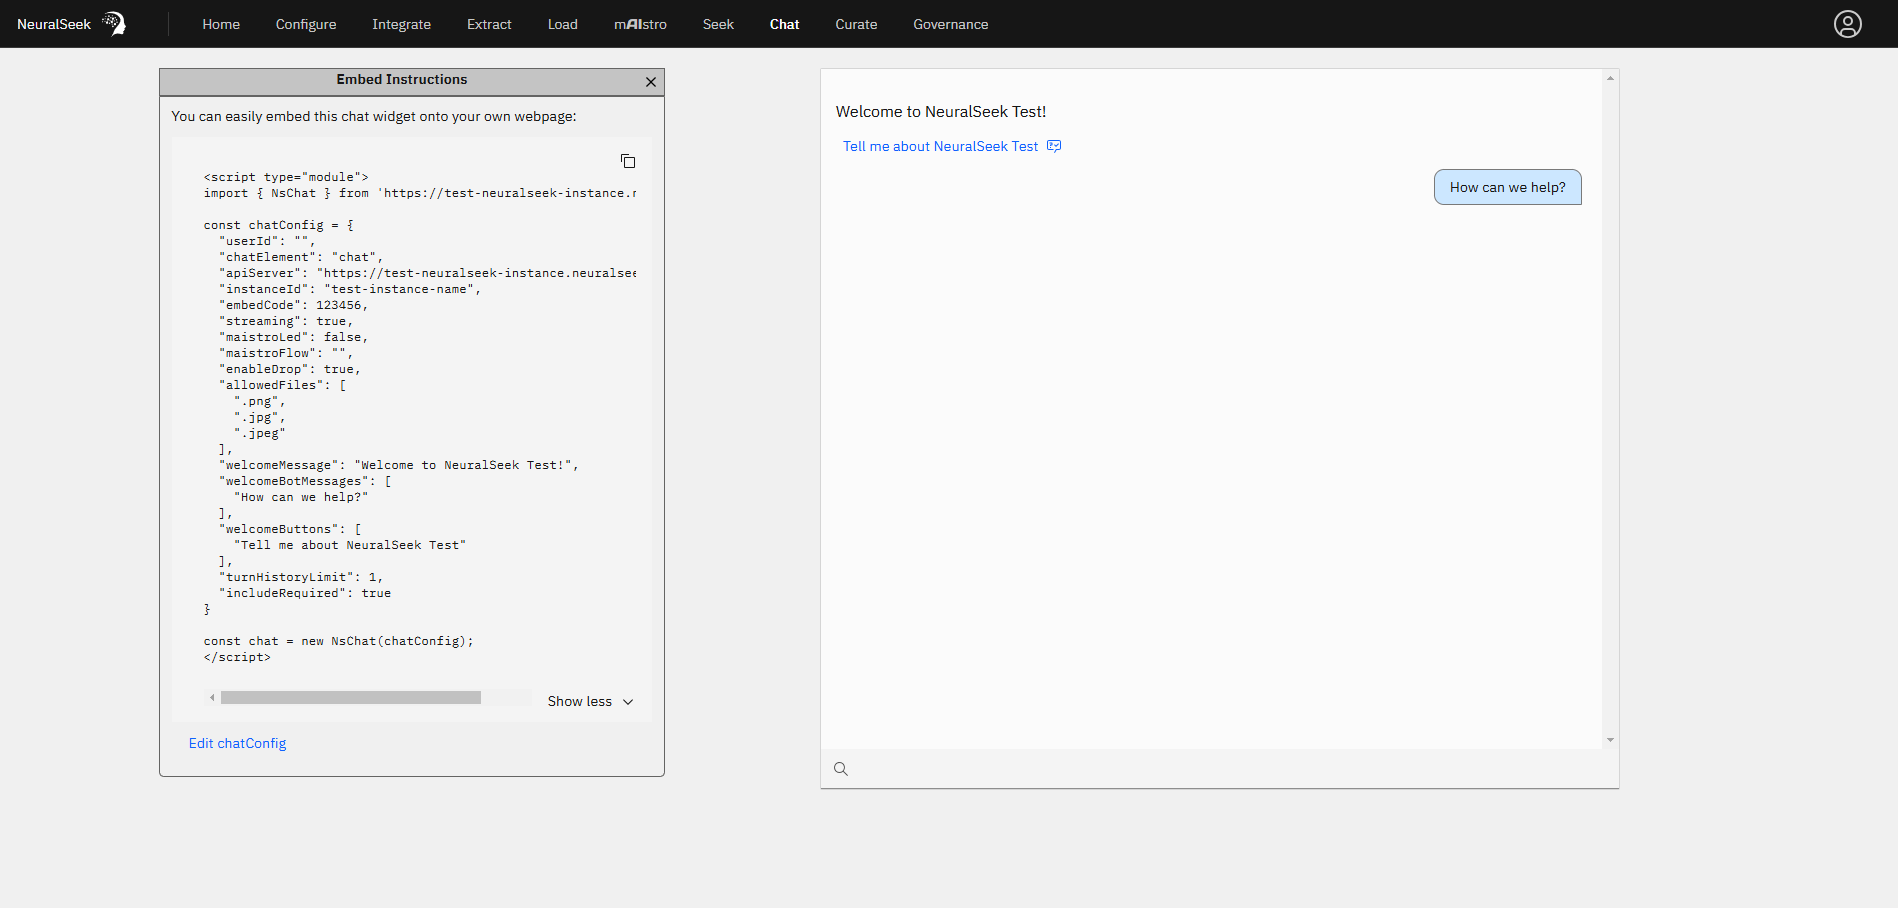 NeuralSeek Home Configure Integrate Extract Load mAIstro Seek Chat Curate Governance
Embed Instructions
You can easily embed this chat widget onto your own webpage:
<script type="module">
import { NsChat } from 'https://test-neuralseek-instance.n
const chatConfig = {
"userId": "",
"chatElement": "chat",
"apiServer": "https://test-neuralseek-instance.neuralsee
"instanceId": "test-instance-name",
"embedCode": 123456,
"streaming": true,
"maistroLed": false,
"maistroFlow": "",
"enableDrop": true,
"allowedFiles": [
".png",
".jpg",
".jpeg"
],
"welcomeMessage": "Welcome to NeuralSeek Test!",
"welcomeBotMessages": [
"How can we help?"
],
"welcomeButtons": [
"Tell me about NeuralSeek Test"
],
"turnHistoryLimit": 1,
"includeRequired": true
}
const chat = new NsChat(chatConfig);
</script>
Show less
Edit chatConfig
Welcome to NeuralSeek Test!
Tell me about NeuralSeek Test
How can we help?